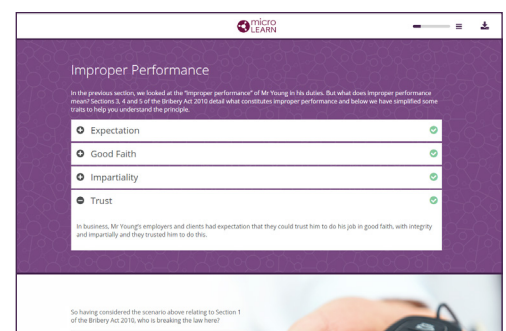 micro
LEARN
Improper Performance
In the previous section, we looked at the "Improper performance" of Mr Young in his duties. But what does improper performance
mean? Sections 3, 4 and 5 of the Bribery Act 2010 detail what constitutes improper performance and below we have simplified some
traits to help you understand the principle.
Expectation
Good Faith
Impartiality
Trust
In business, Mr Young's employers and clients had expectation that they could trust him to do his job in good faith, with integrity
and impartially and they trusted him to do this.
So having considered the scenario above relating to Section 1
of the Bribery Act 2010, who is breaking the law here?